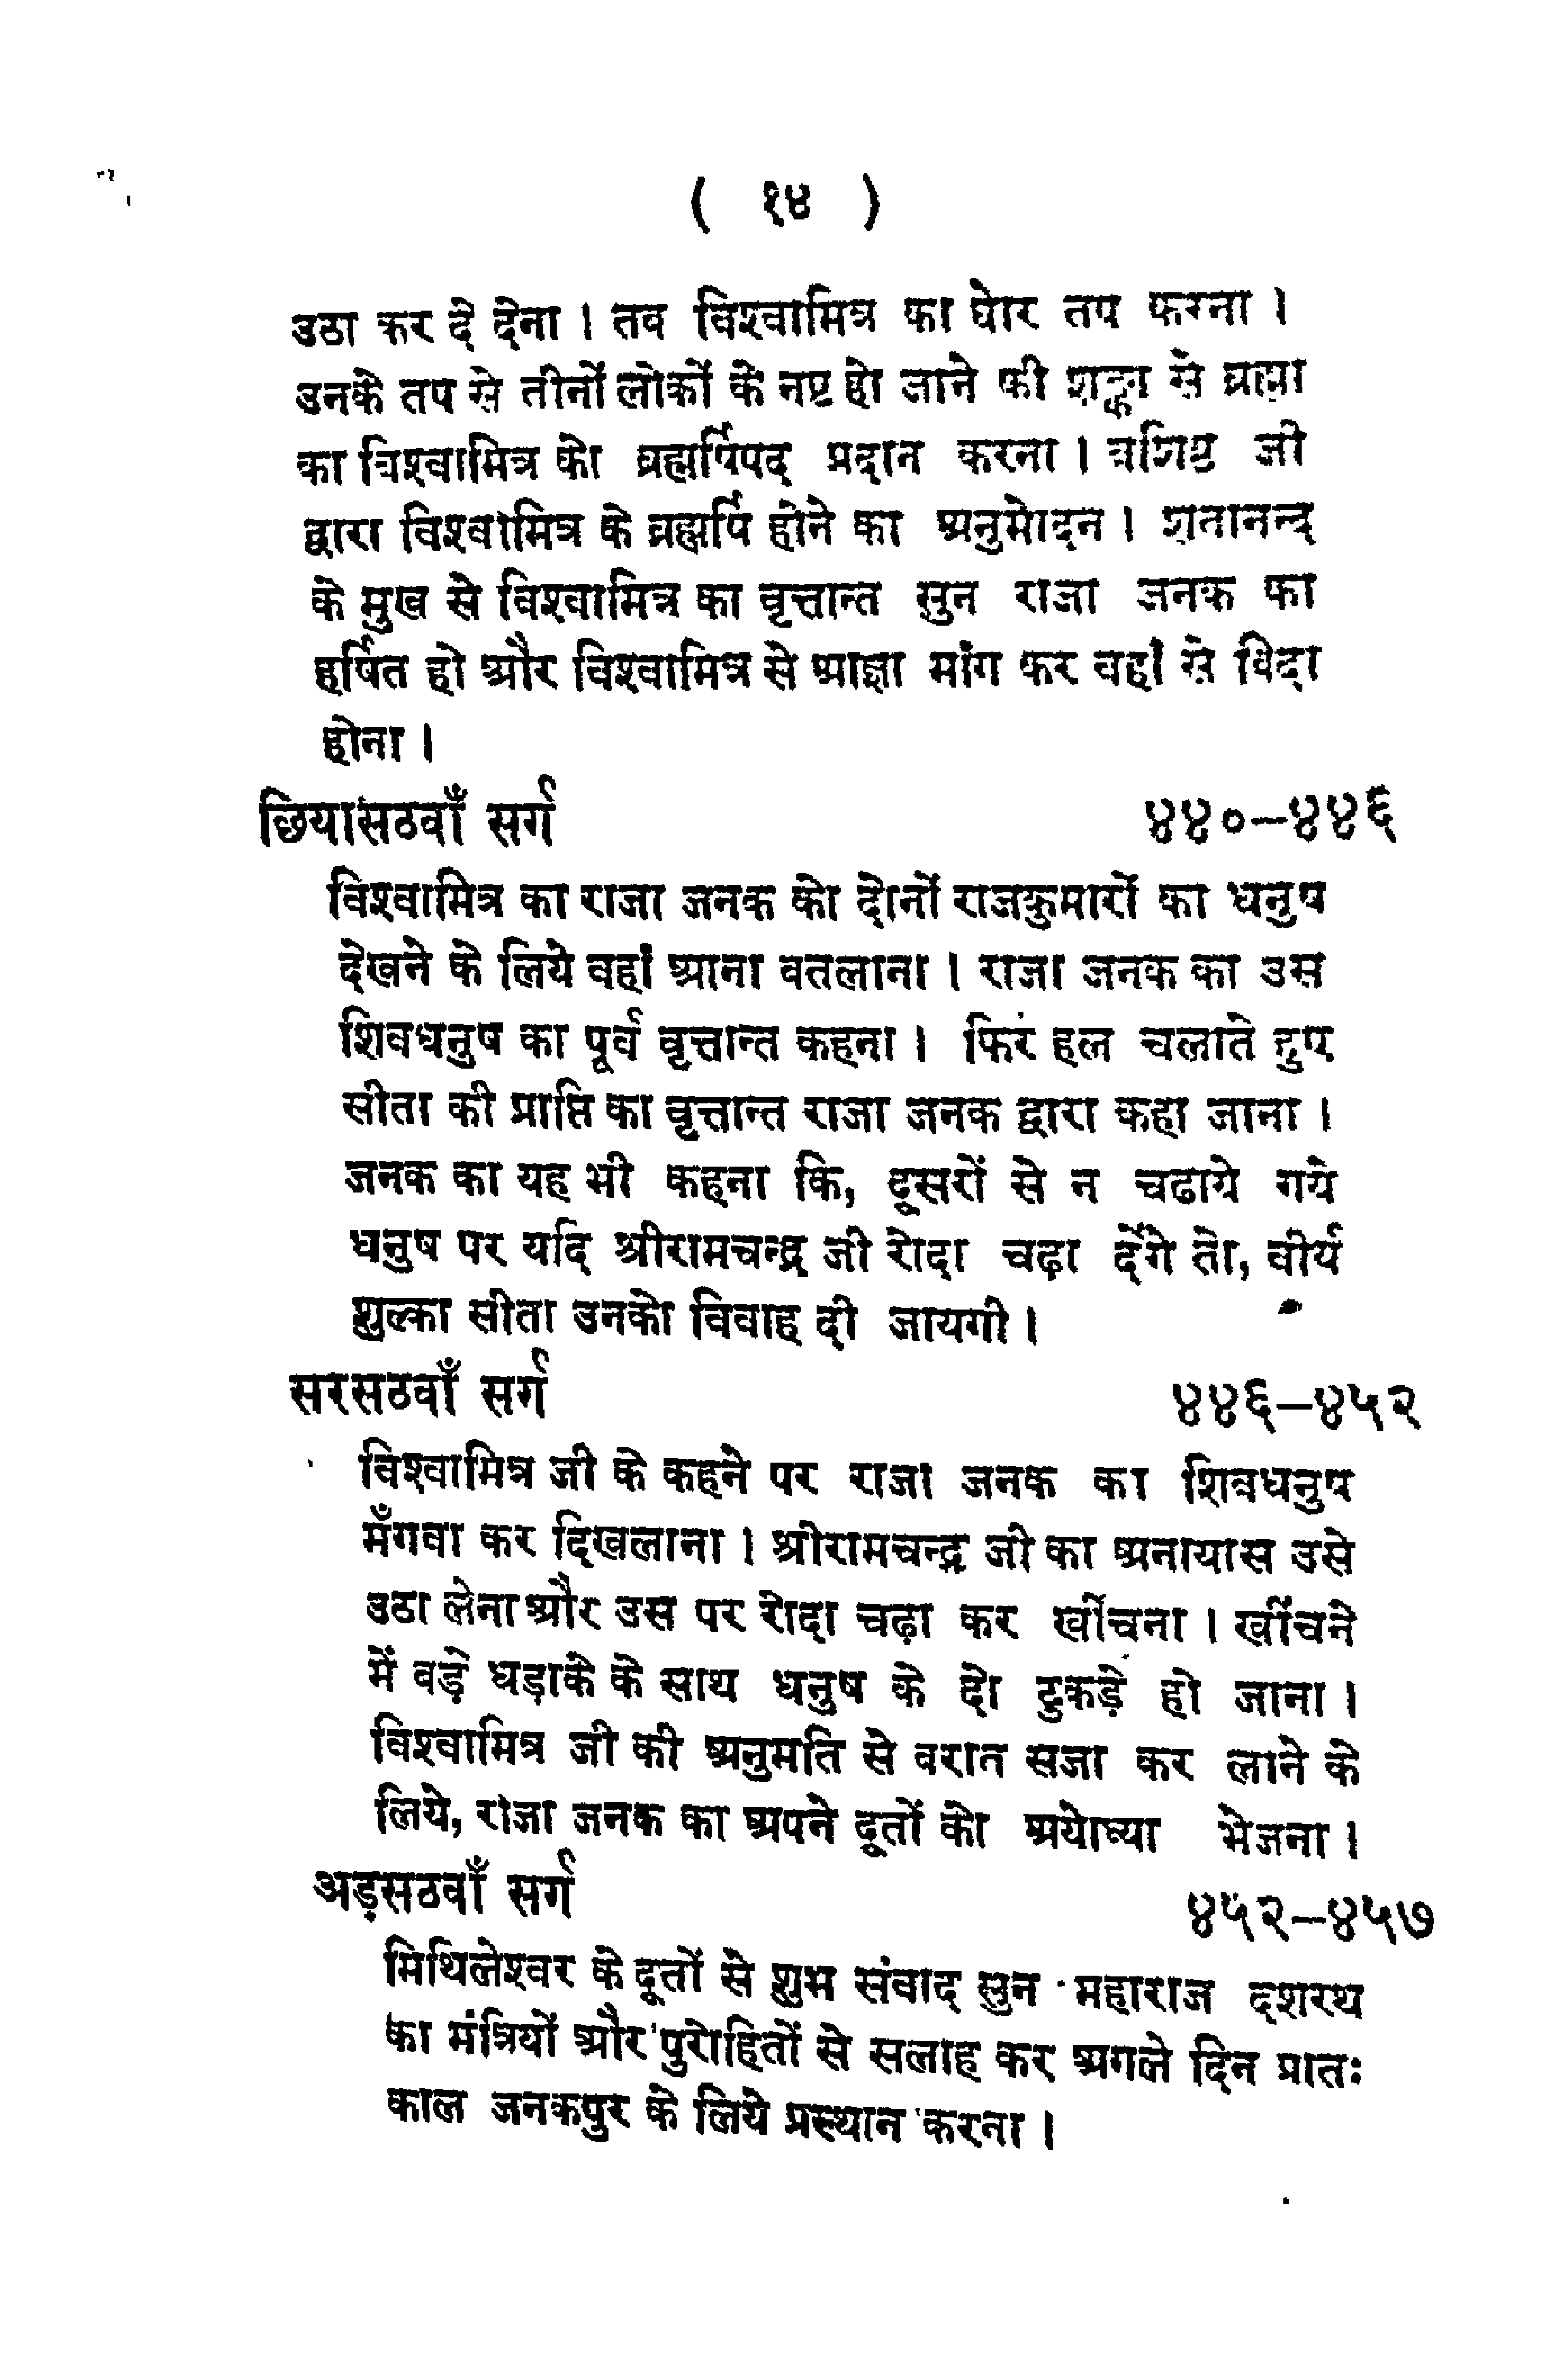 ( १४ )
उठा कर दे देना । तब विश्वामित्र का घोर तप करना ।
उनके तप से तीनों लोकों के नष्ट हो जाने की शङ्का से ब्रह्मा
का विश्वामित्र को ब्रह्मर्षिपद प्रदान करना । वशिष्ट जी
द्वारा विश्वामित्र के ब्रह्मर्षि होने का अनुमोदन । शतानन्द
के मुख से विश्वामित्र का वृत्तान्त सुन राजा जनक का
हर्षित हो और विश्वामित्र से आज्ञा मांग कर वहां से विदा
होना ।
छियासठवाँ सर्ग ४४०–४४६
विश्वामित्र का राजा जनक को दोनों राजकुमारों का धनुष
देखने के लिये वहां आना बतलाना । राजा जनक का उस
शिवधनुष का पूर्व वृत्तान्त कहना । फिर हल चलाते हुए
सीता की प्राप्ति का वृत्तान्त राजा जनक द्वारा कहा जाना ।
जनक का यह भी कहना कि, दूसरों से न चढाये गये
धनुष पर यदि श्रीरामचन्द्र जी रोदा चढ़ा देंगे तो, वीर्य
शुल्का सीता उनको विवाह दी जायगी ।
सरसठवाँ सर्ग ४४६–४५२
विश्वामित्र जी के कहने पर राजा जनक का शिवधनुष
मँगवा कर दिखलाना । श्रीरामचन्द्र जी का अनायास उसे
उठा लेना और उस पर रोदा चढ़ा कर खींचना । खींचने
में बड़े धड़ाके के साथ धनुष के दो टुकड़े हो जाना ।
विश्वामित्र जी की अनुमति से बरात सजा कर लाने के
लिये, राजा जनक का अपने दूतों को अयोध्या भेजना ।
अड़सठवाँ सर्ग ४५२–४५७
मिथिलेश्वर के दूतों से शुभ संवाद सुन महाराज दशरथ
का मंत्रियों और पुरोहितों से सलाह कर अगले दिन प्रातः
काल जनकपुर के लिये प्रस्थान करना ।